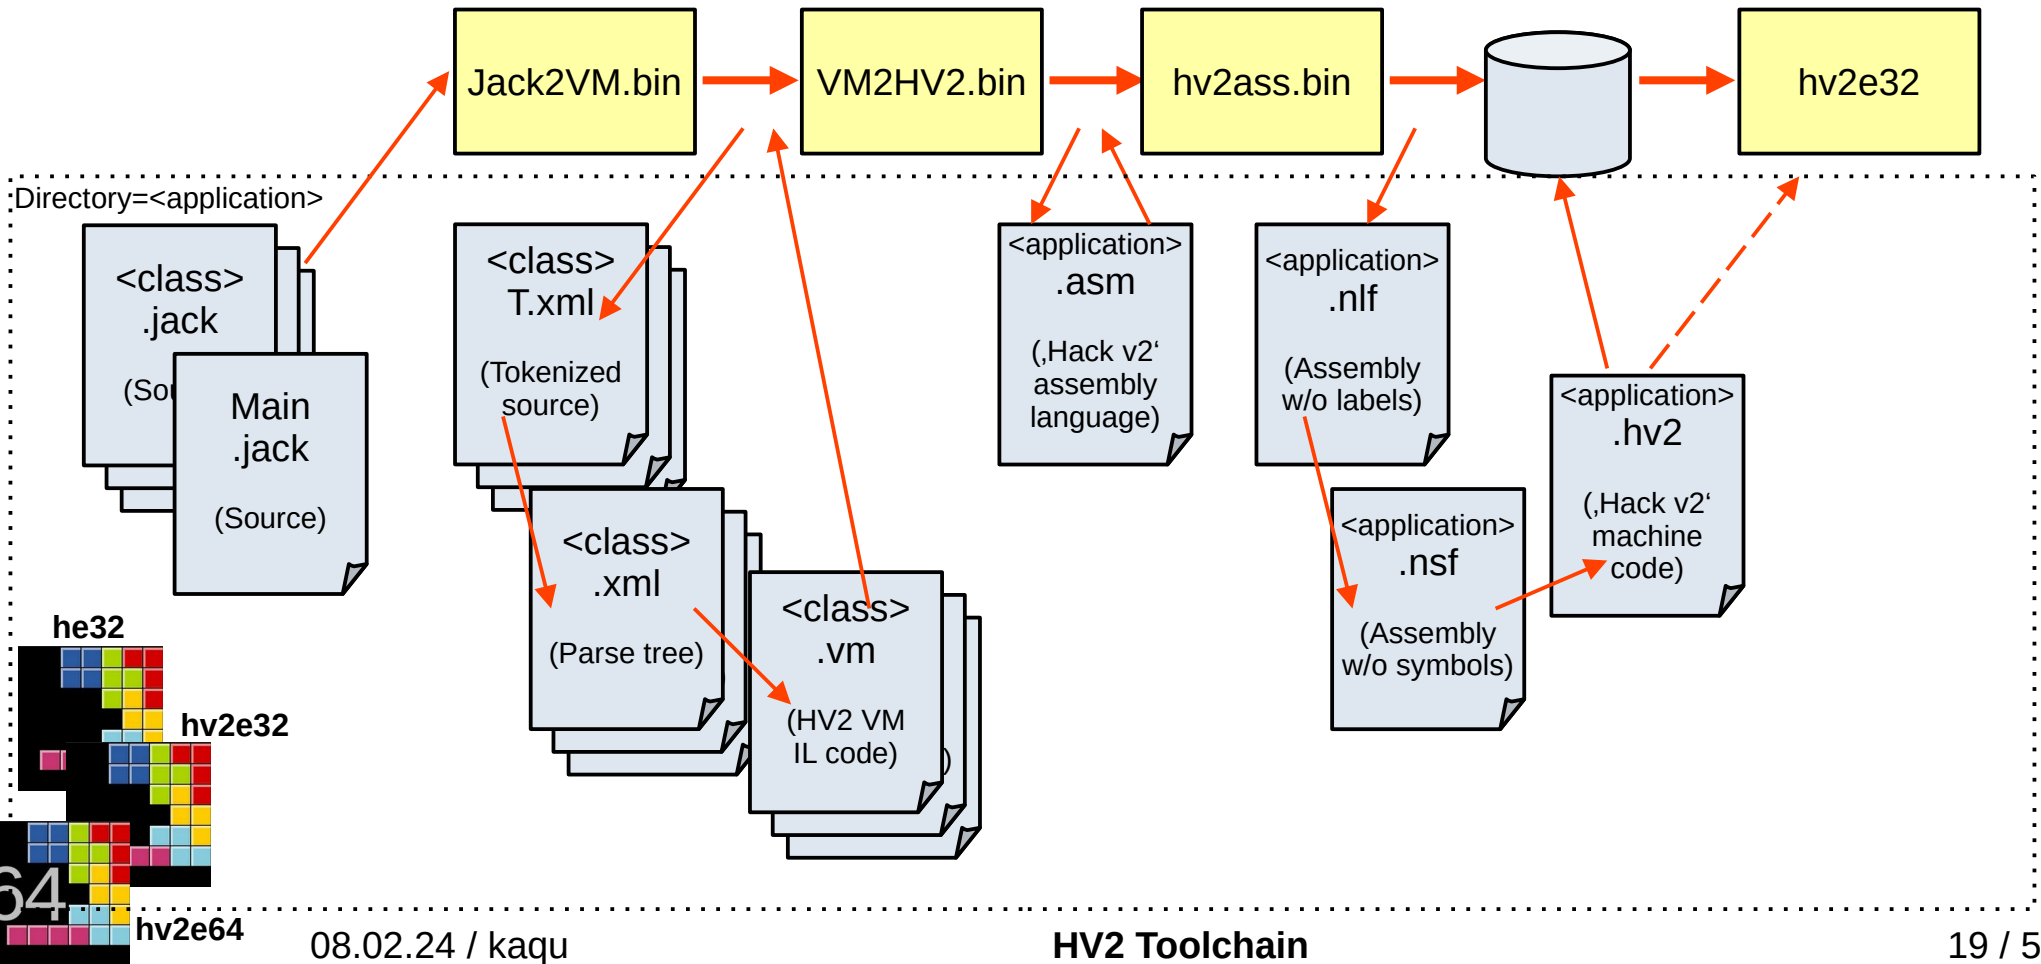 Jack2VM.bin
VM2HV2.bin
hv2ass.bin
hv2e32
Directory=<application>
<class>
.jack
(Sou
Main
.jack
(Source)
<class>
T.xml
(Tokenized
source)
<class>
.xml
(Parse tree)
<class>
.vm
(HV2 VM
IL code)
)
<application>
.asm
(‚Hack v2‘
assembly
language)
<application>
.nlf
(Assembly
w/o labels)
<application>
.nsf
(Assembly
w/o symbols)
<application>
.hv2
(‚Hack v2‘
machine
code)
he32
hv2e32
64
hv2e64
08.02.24 / kaqu
HV2 Toolchain
19 / 5